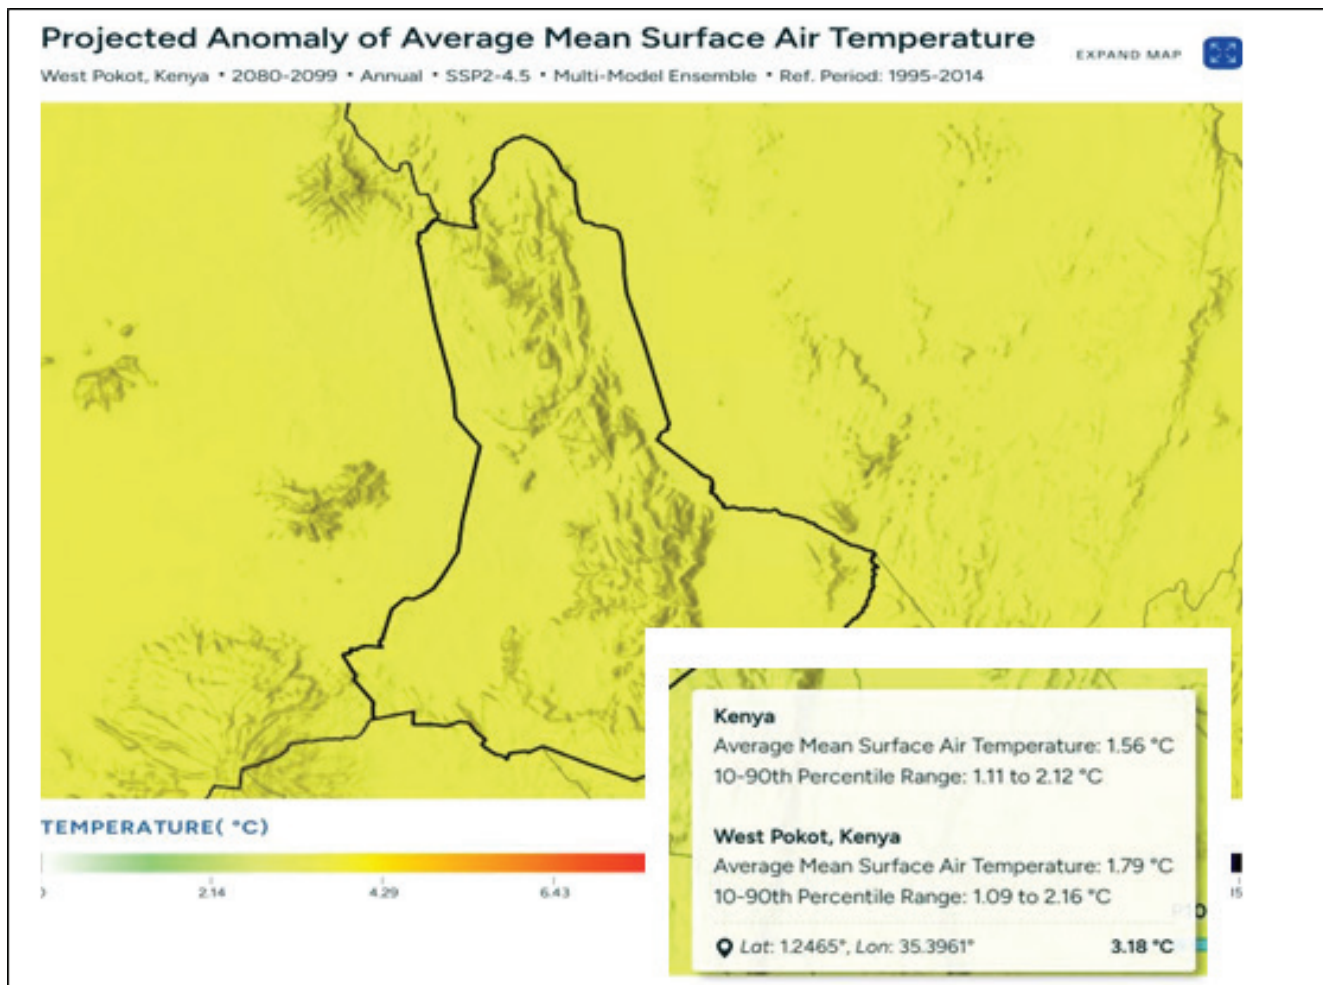 Projected Anomaly of Average Mean Surface Air Temperature
EXPAND MAP
West Pokot, Kenya • 2080-2099 • Annual • SSP2-4.5 • Multi-Model Ensemble • Ref. Period: 1995-2014
Kenya
Average Mean Surface Air Temperature: 1.56 °C
10-90th Percentile Range: 1.11 to 2.12 °C
West Pokot, Kenya
Average Mean Surface Air Temperature: 1.79 °C
10-90th Percentile Range: 1.09 to 2.16 °C
Lat: 1.2465°, Lon: 35.3961° 3.18 °C
TEMPERATURE( °C)
2.14 4.29 6.43